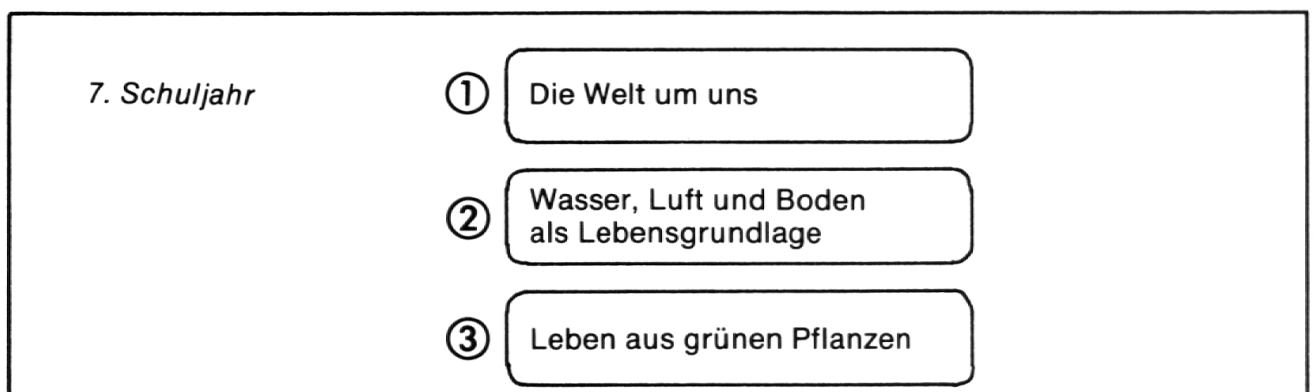 7. Schuljahr
① Die Welt um uns
② Wasser, Luft und Boden
als Lebensgrundlage
③ Leben aus grünen Pflanzen